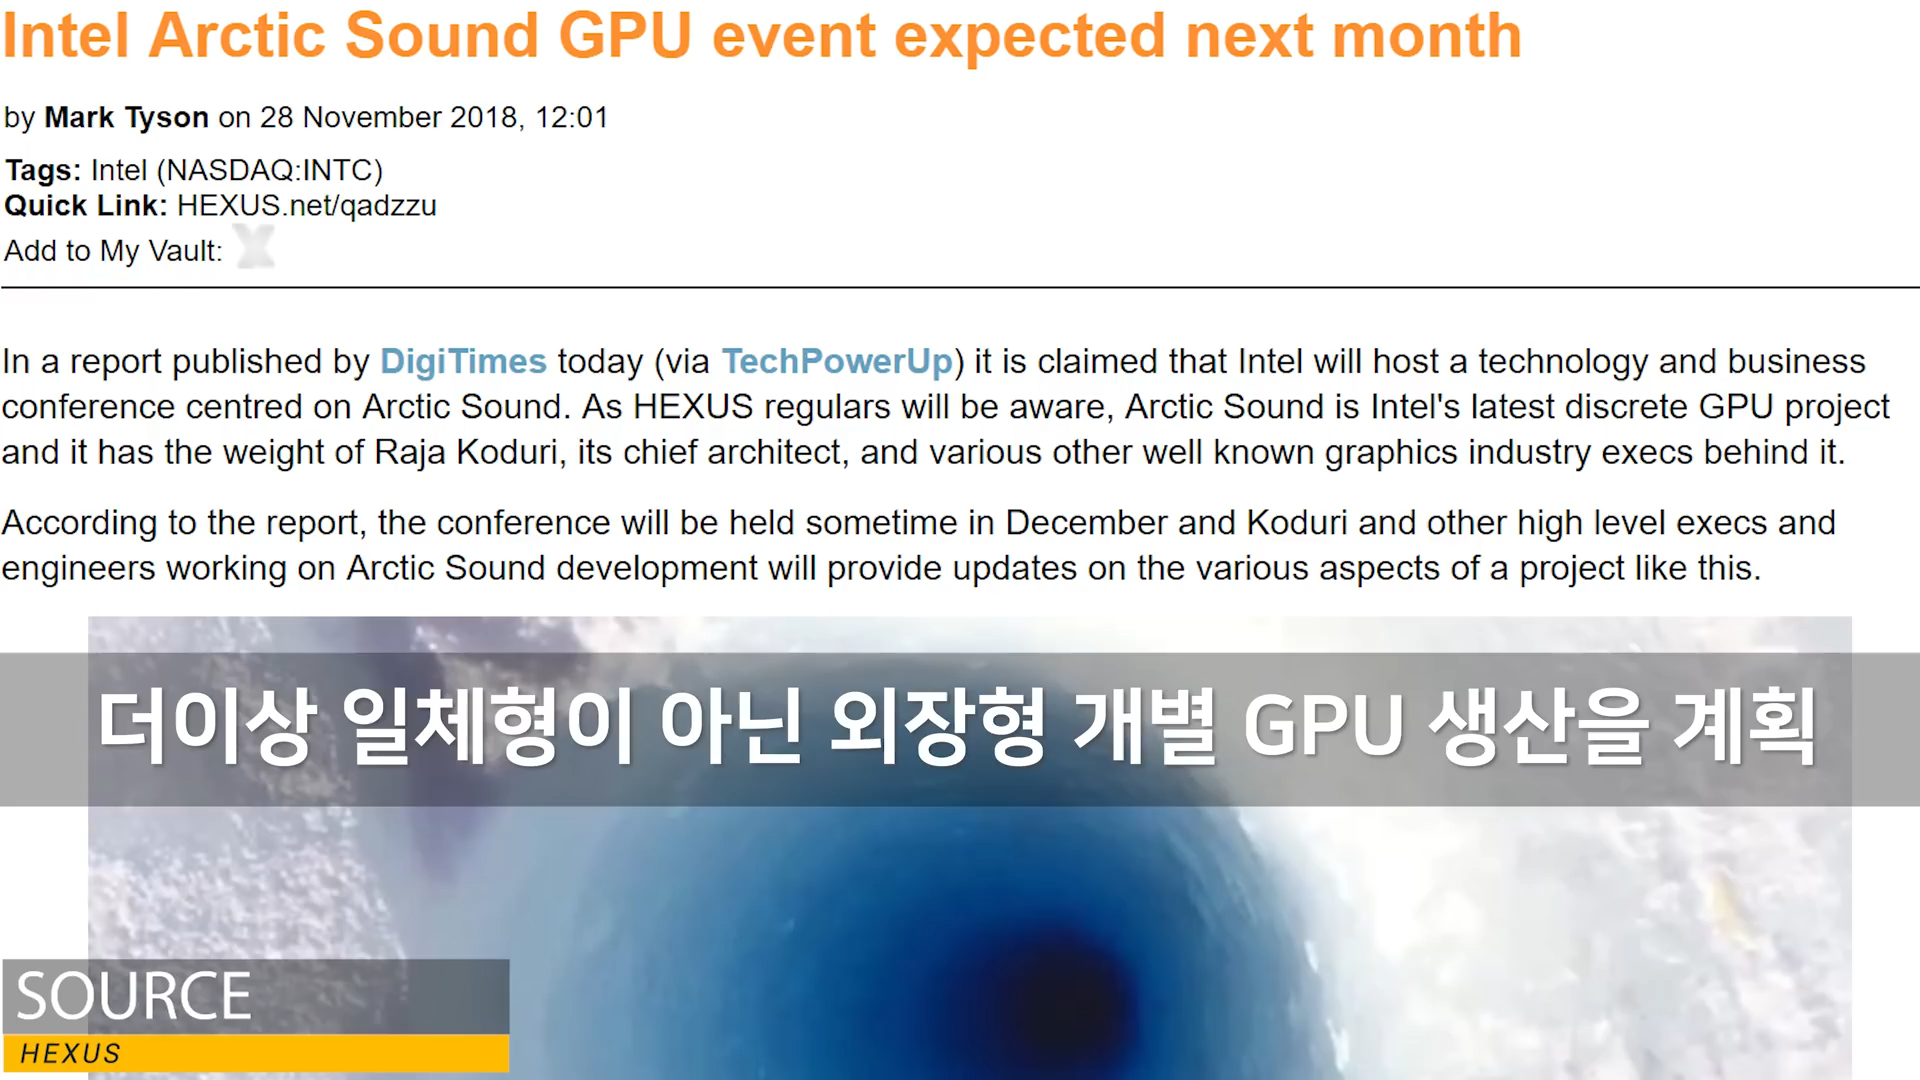 Intel Arctic Sound GPU event expected next month
by Mark Tyson on 28 November 2018, 12:01
Tags: Intel (NASDAQ:INTC)
Quick Link: HEXUS.net/qadzzu
Add to My Vault: X
In a report published by DigiTimes today (via TechPowerUp) it is claimed that Intel will host a technology and business
conference centred on Arctic Sound. As HEXUS regulars will be aware, Arctic Sound is Intel's latest discrete GPU project
and it has the weight of Raja Koduri, its chief architect, and various other well known graphics industry execs behind it.
According to the report, the conference will be held sometime in December and Koduri and other high level execs and
engineers working on Arctic Sound development will provide updates on the various aspects of a project like this.
더이상 일체형이 아닌 외장형 개별 GPU 생산을 계획
SOURCE
HEXUS